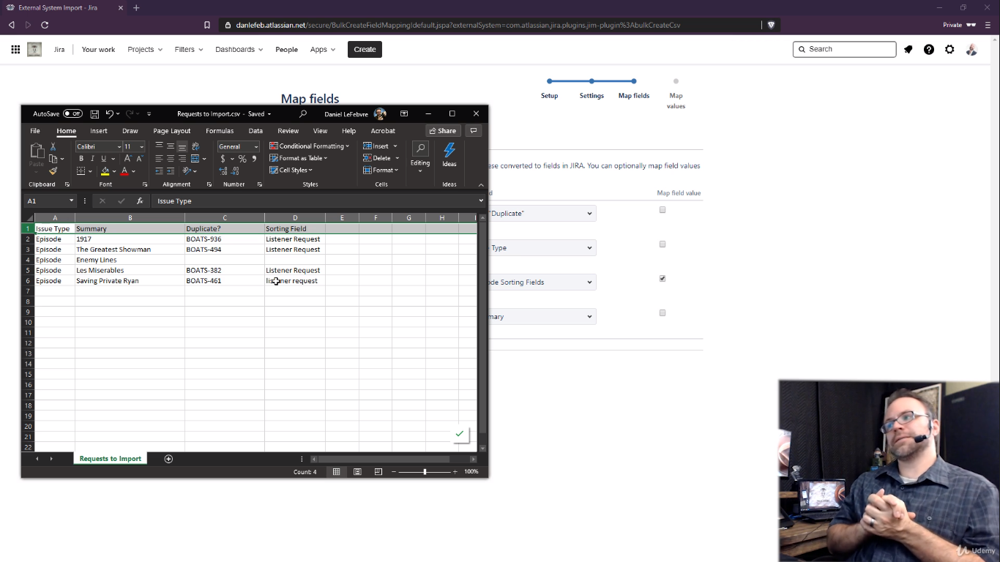 External System Import - Jira
danlefeb.atlassian.net/secure/BulkCreateFieldMapping!default.jspa?externalSystem=com.atlassian.jira.plugins.jim-plugin%3AbulkCreateCsv
Private
Jira Your work Projects Filters Dashboards People Apps Create Search
Setup Settings Map fields Map values
Map fields
ese converted to fields in JIRA. You can optionally map field values
d Map field value
"Duplicate"
Type
de Sorting Fields
mary
AutoSave Off Requests to Import.csv - Saved Daniel LeFebvre
File Home Insert Draw Page Layout Formulas Data Review View Help Acrobat Share
Paste Calibri 11 General Conditional Formatting Insert
B I U $ % , Format as Table Delete Editing Ideas
A Cell Styles Format
Clipboard Font Alignment Number Styles Cells Ideas
A1 fx Issue Type
A B C D E F G H
1 Issue Type Summary Duplicate? Sorting Field
2 Episode 1917 BOATS-936 Listener Request
3 Episode The Greatest Showman BOATS-494 Listener Request
4 Episode Enemy Lines
5 Episode Les Miserables BOATS-382 Listener Request
6 Episode Saving Private Ryan BOATS-461 listener request
7
8
9
10
11
12
13
14
15
16
17
18
19
20
21
22
Requests to Import
Count: 4 100%
Udemy